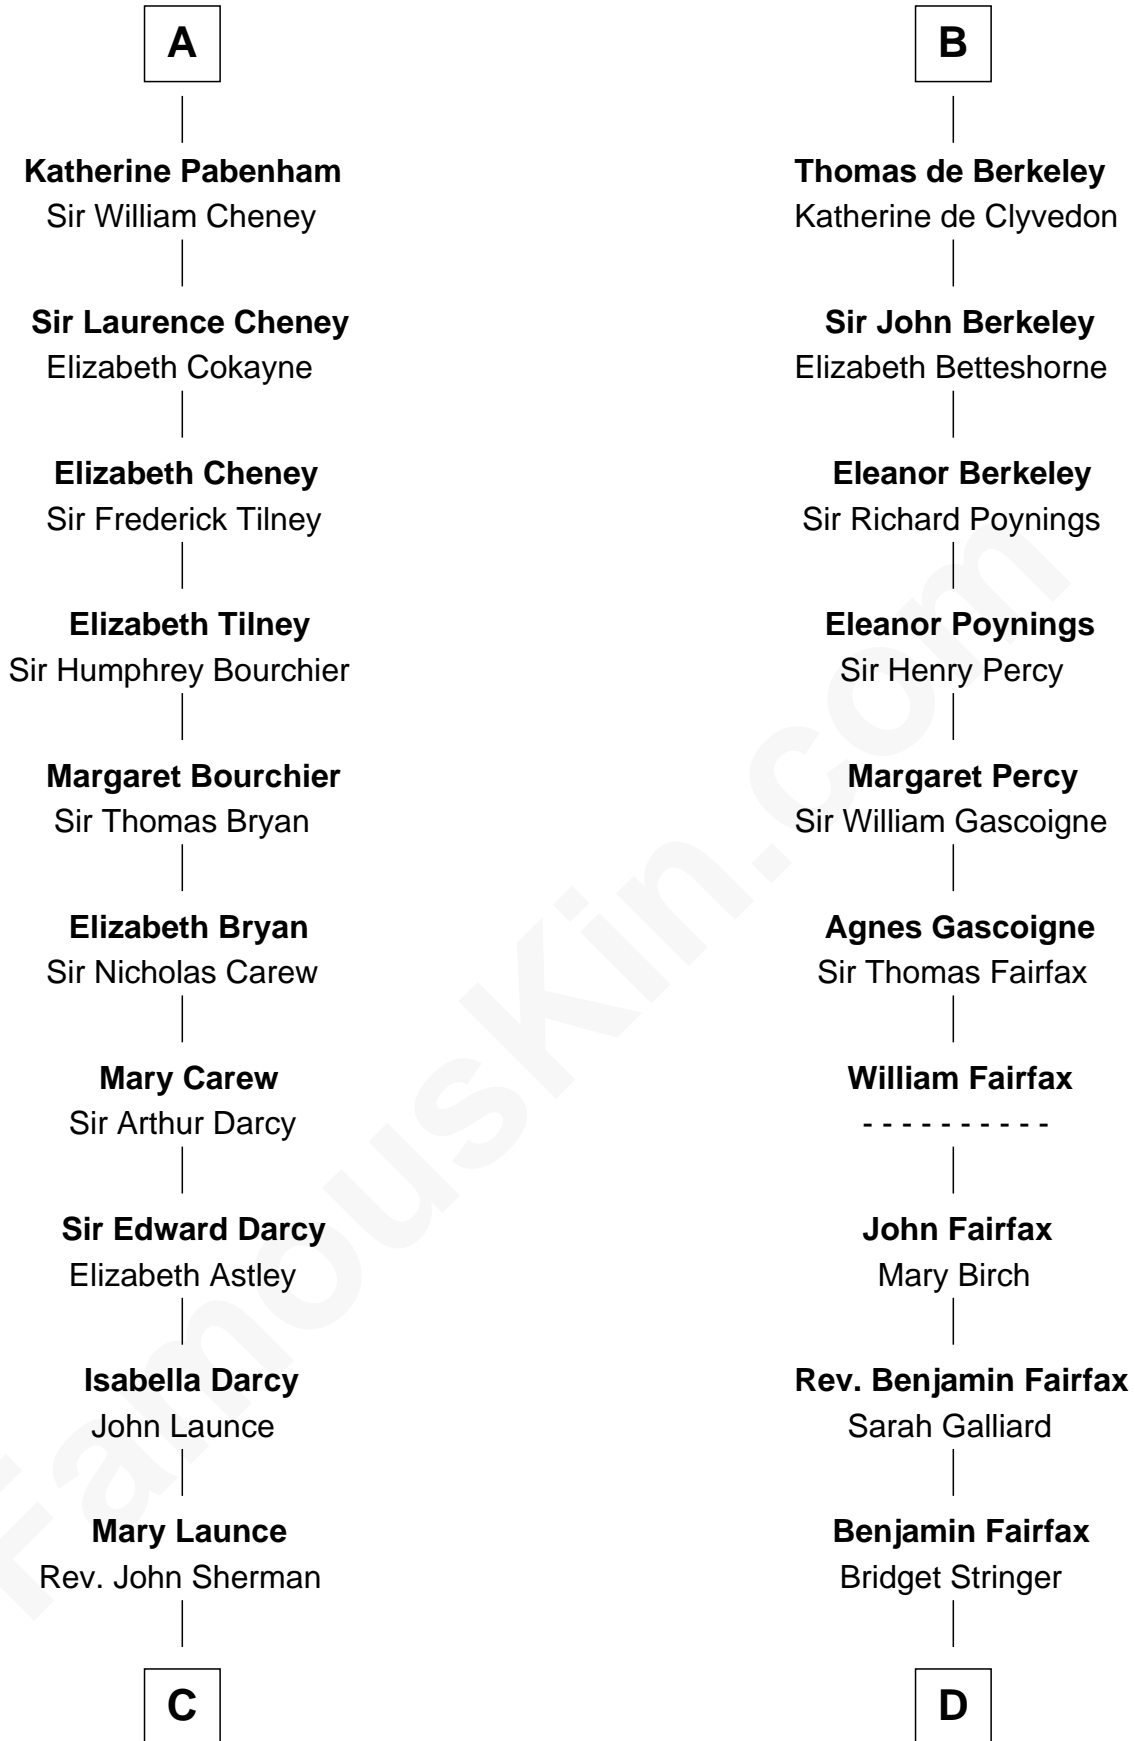 A
Katherine Pabenham
Sir William Cheney
Sir Laurence Cheney
Elizabeth Cokayne
Elizabeth Cheney
Sir Frederick Tilney
Elizabeth Tilney
Sir Humphrey Bourchier
Margaret Bourchier
Sir Thomas Bryan
Elizabeth Bryan
Sir Nicholas Carew
Mary Carew
Sir Arthur Darcy
Sir Edward Darcy
Elizabeth Astley
Isabella Darcy
John Launce
Mary Launce
Rev. John Sherman
C
B
Thomas de Berkeley
Katherine de Clyvedon
Sir John Berkeley
Elizabeth Betteshorne
Eleanor Berkeley
Sir Richard Poynings
Eleanor Poynings
Sir Henry Percy
Margaret Percy
Sir William Gascoigne
Agnes Gascoigne
Sir Thomas Fairfax
William Fairfax
- - - - - - - - - -
John Fairfax
Mary Birch
Rev. Benjamin Fairfax
Sarah Galliard
Benjamin Fairfax
Bridget Stringer
D
FamousKin.com